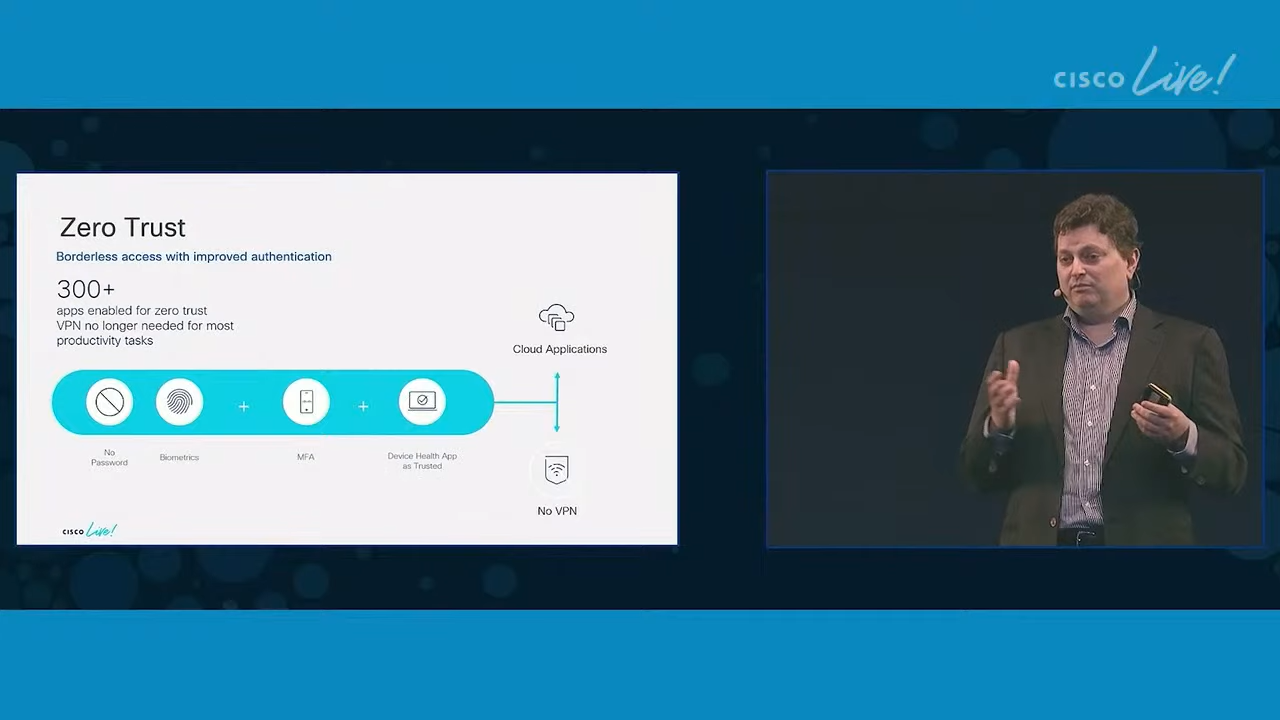 CISCO Live!
Zero Trust
Borderless access with improved authentication
300+
apps enabled for zero trust
VPN no longer needed for most
productivity tasks
Cloud Applications
+
+
No
Password
Biometrics
MFA
Device Health App
as Trusted
No VPN
CISCO Live!